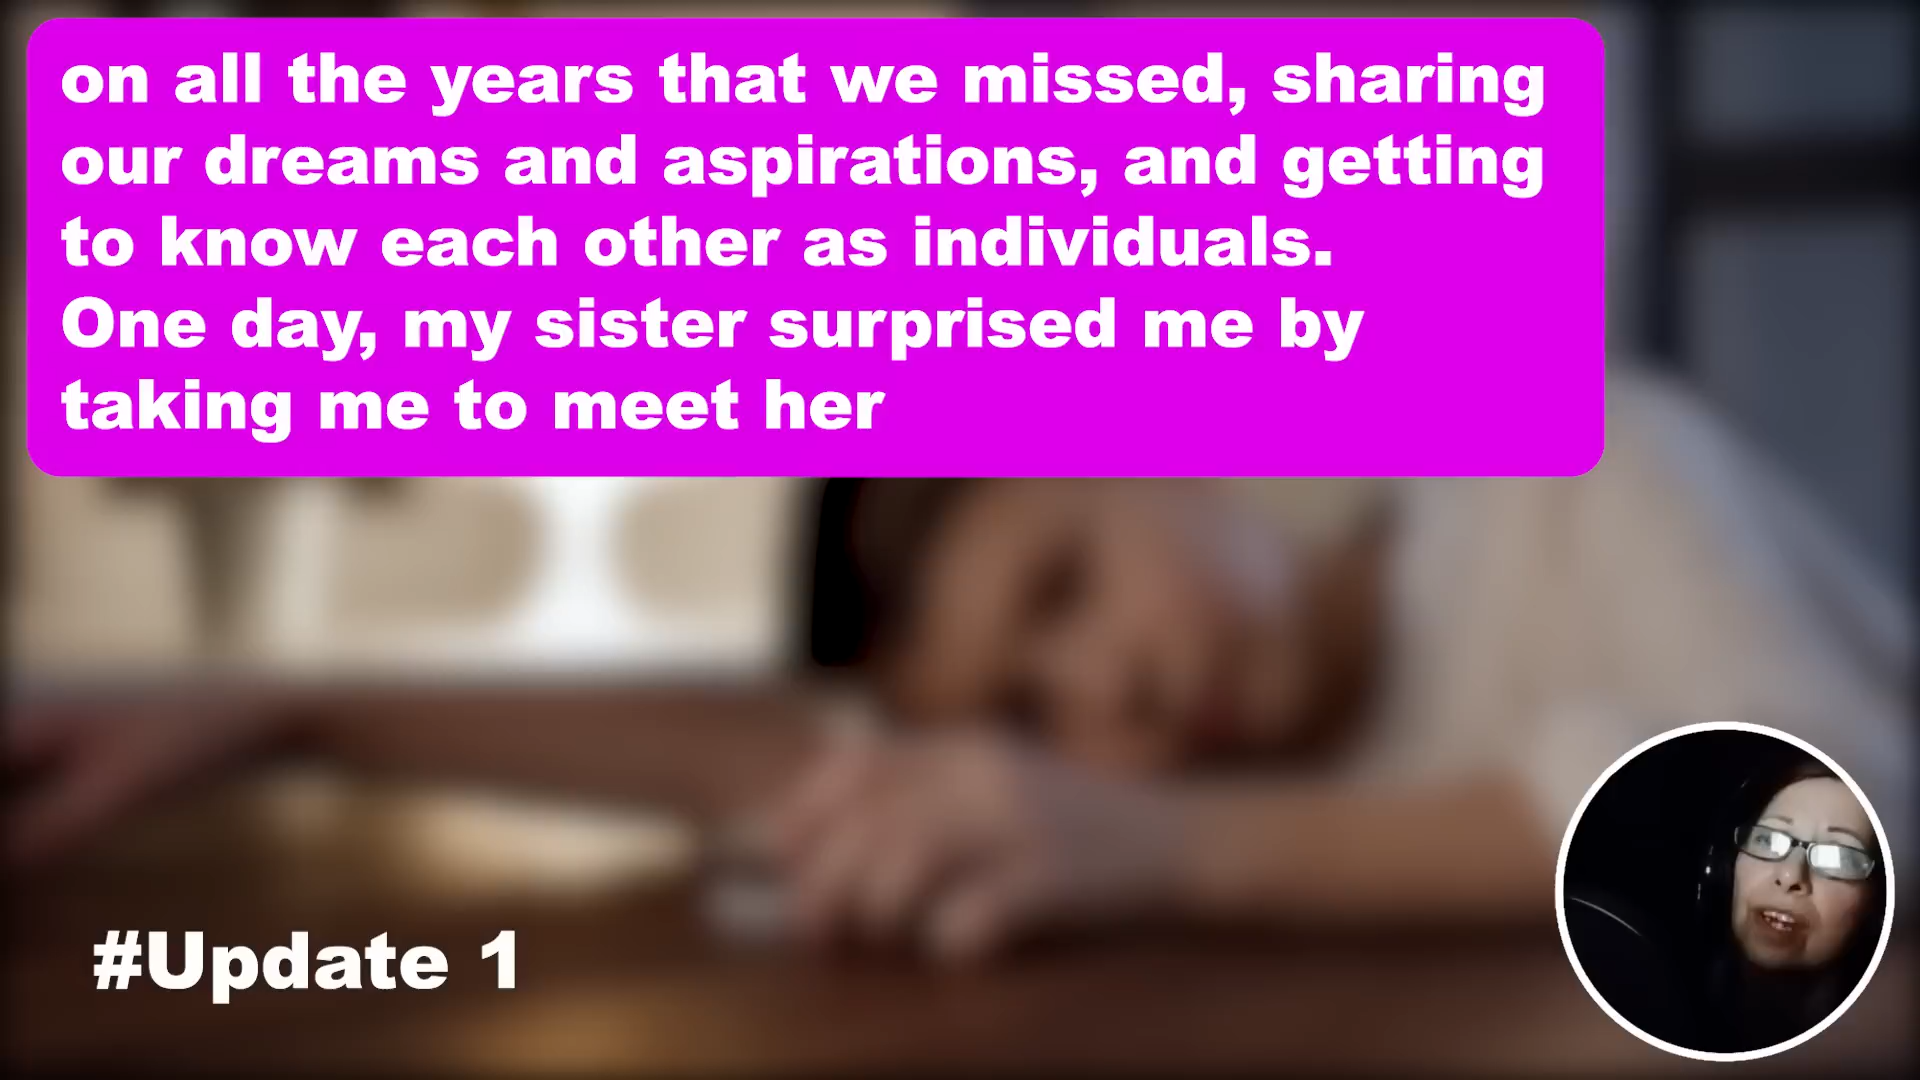 on all the years that we missed, sharing
our dreams and aspirations, and getting
to know each other as individuals.
One day, my sister surprised me by
taking me to meet her
#Update 1